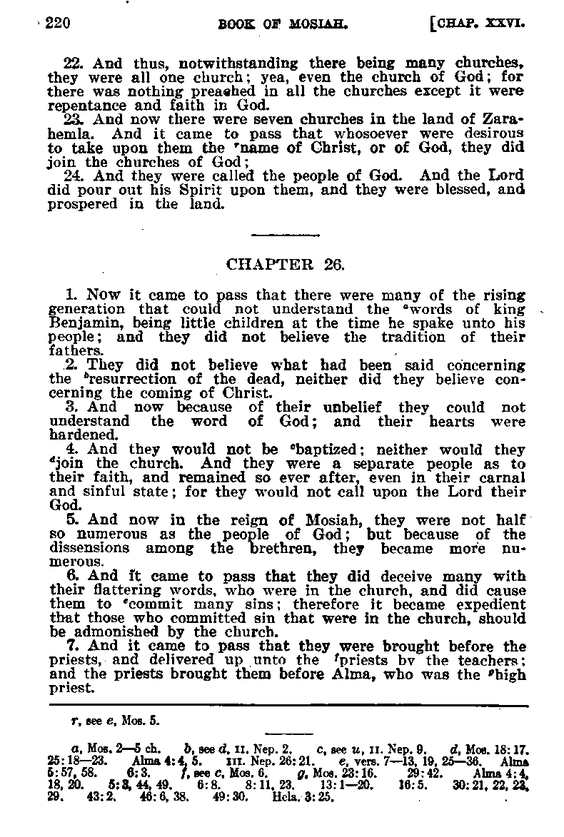 220 BOOK OF MOSIAH. [CHAP. XXVI.
22. And thus, notwithstanding there being many churches,
they were all one church; yea, even the church of God; for
there was nothing preached in all the churches except it were
repentance and faith in God.
23. And now there were seven churches in the land of Zara-
hemla. And it came to pass that whosoever were desirous
to take upon them the ʳname of Christ, or of God, they did
join the churches of God;
24. And they were called the people of God. And the Lord
did pour out his Spirit upon them, and they were blessed, and
prospered in the land.
CHAPTER 26.
1. Now it came to pass that there were many of the rising
generation that could not understand the ᵃwords of king
Benjamin, being little children at the time he spake unto his
people; and they did not believe the tradition of their
fathers.
2. They did not believe what had been said concerning
the ᵇresurrection of the dead, neither did they believe con-
cerning the coming of Christ.
3. And now because of their unbelief they could not
understand the word of God; and their hearts were
hardened.
4. And they would not be ᶜbaptized; neither would they
ᵈjoin the church. And they were a separate people as to
their faith, and remained so ever after, even in their carnal
and sinful state; for they would not call upon the Lord their
God.
5. And now in the reign of Mosiah, they were not half
so numerous as the people of God; but because of the
dissensions among the brethren, they became more nu-
merous.
6. And it came to pass that they did deceive many with
their flattering words, who were in the church, and did cause
them to ᵉcommit many sins; therefore it became expedient
that those who committed sin that were in the church, should
be admonished by the church.
7. And it came to pass that they were brought before the
priests, and delivered up unto the ᶠpriests by the teachers;
and the priests brought them before Alma, who was the ᵍhigh
priest.
r, see e, Mos. 5.
a, Mos. 2—5 ch. b, see d, II. Nep. 2. c, see u, II. Nep. 9. d, Mos. 18:17.
25:18—23. Alma 4:4, 5. III. Nep. 26:21. e, vers. 7—13, 19, 25—36. Alma
5:57, 58. 6:3. f, see c, Mos. 6. g, Mos. 23:16. 29:42. Alma 4:4,
18, 20. 5:3, 44, 49. 6:8. 8:11, 23. 13:1—20. 16:5. 30:21, 22, 23,
29. 43:2. 46:6, 38. 49:30. Hela. 3:25.